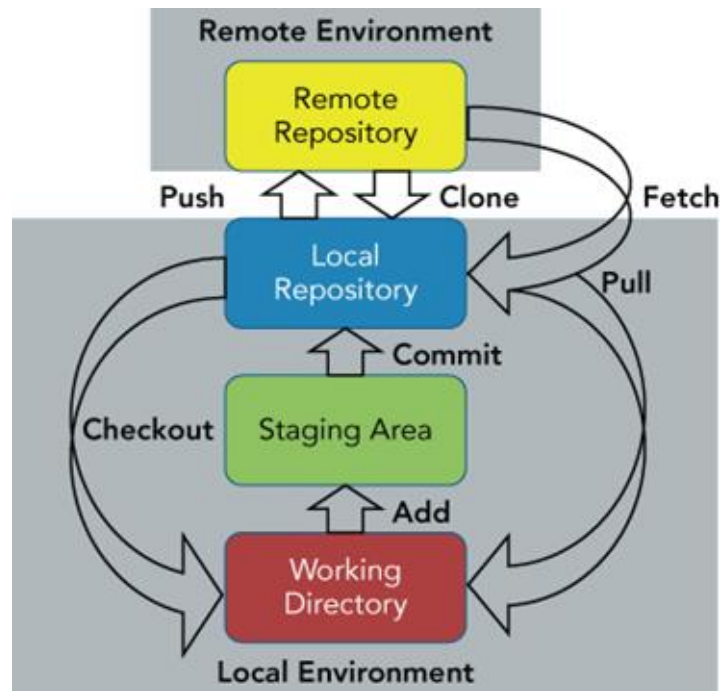 Remote Environment
Remote
Repository
Push
Clone
Fetch
Local
Repository
Pull
Commit
Checkout
Staging Area
Add
Working
Directory
Local Environment